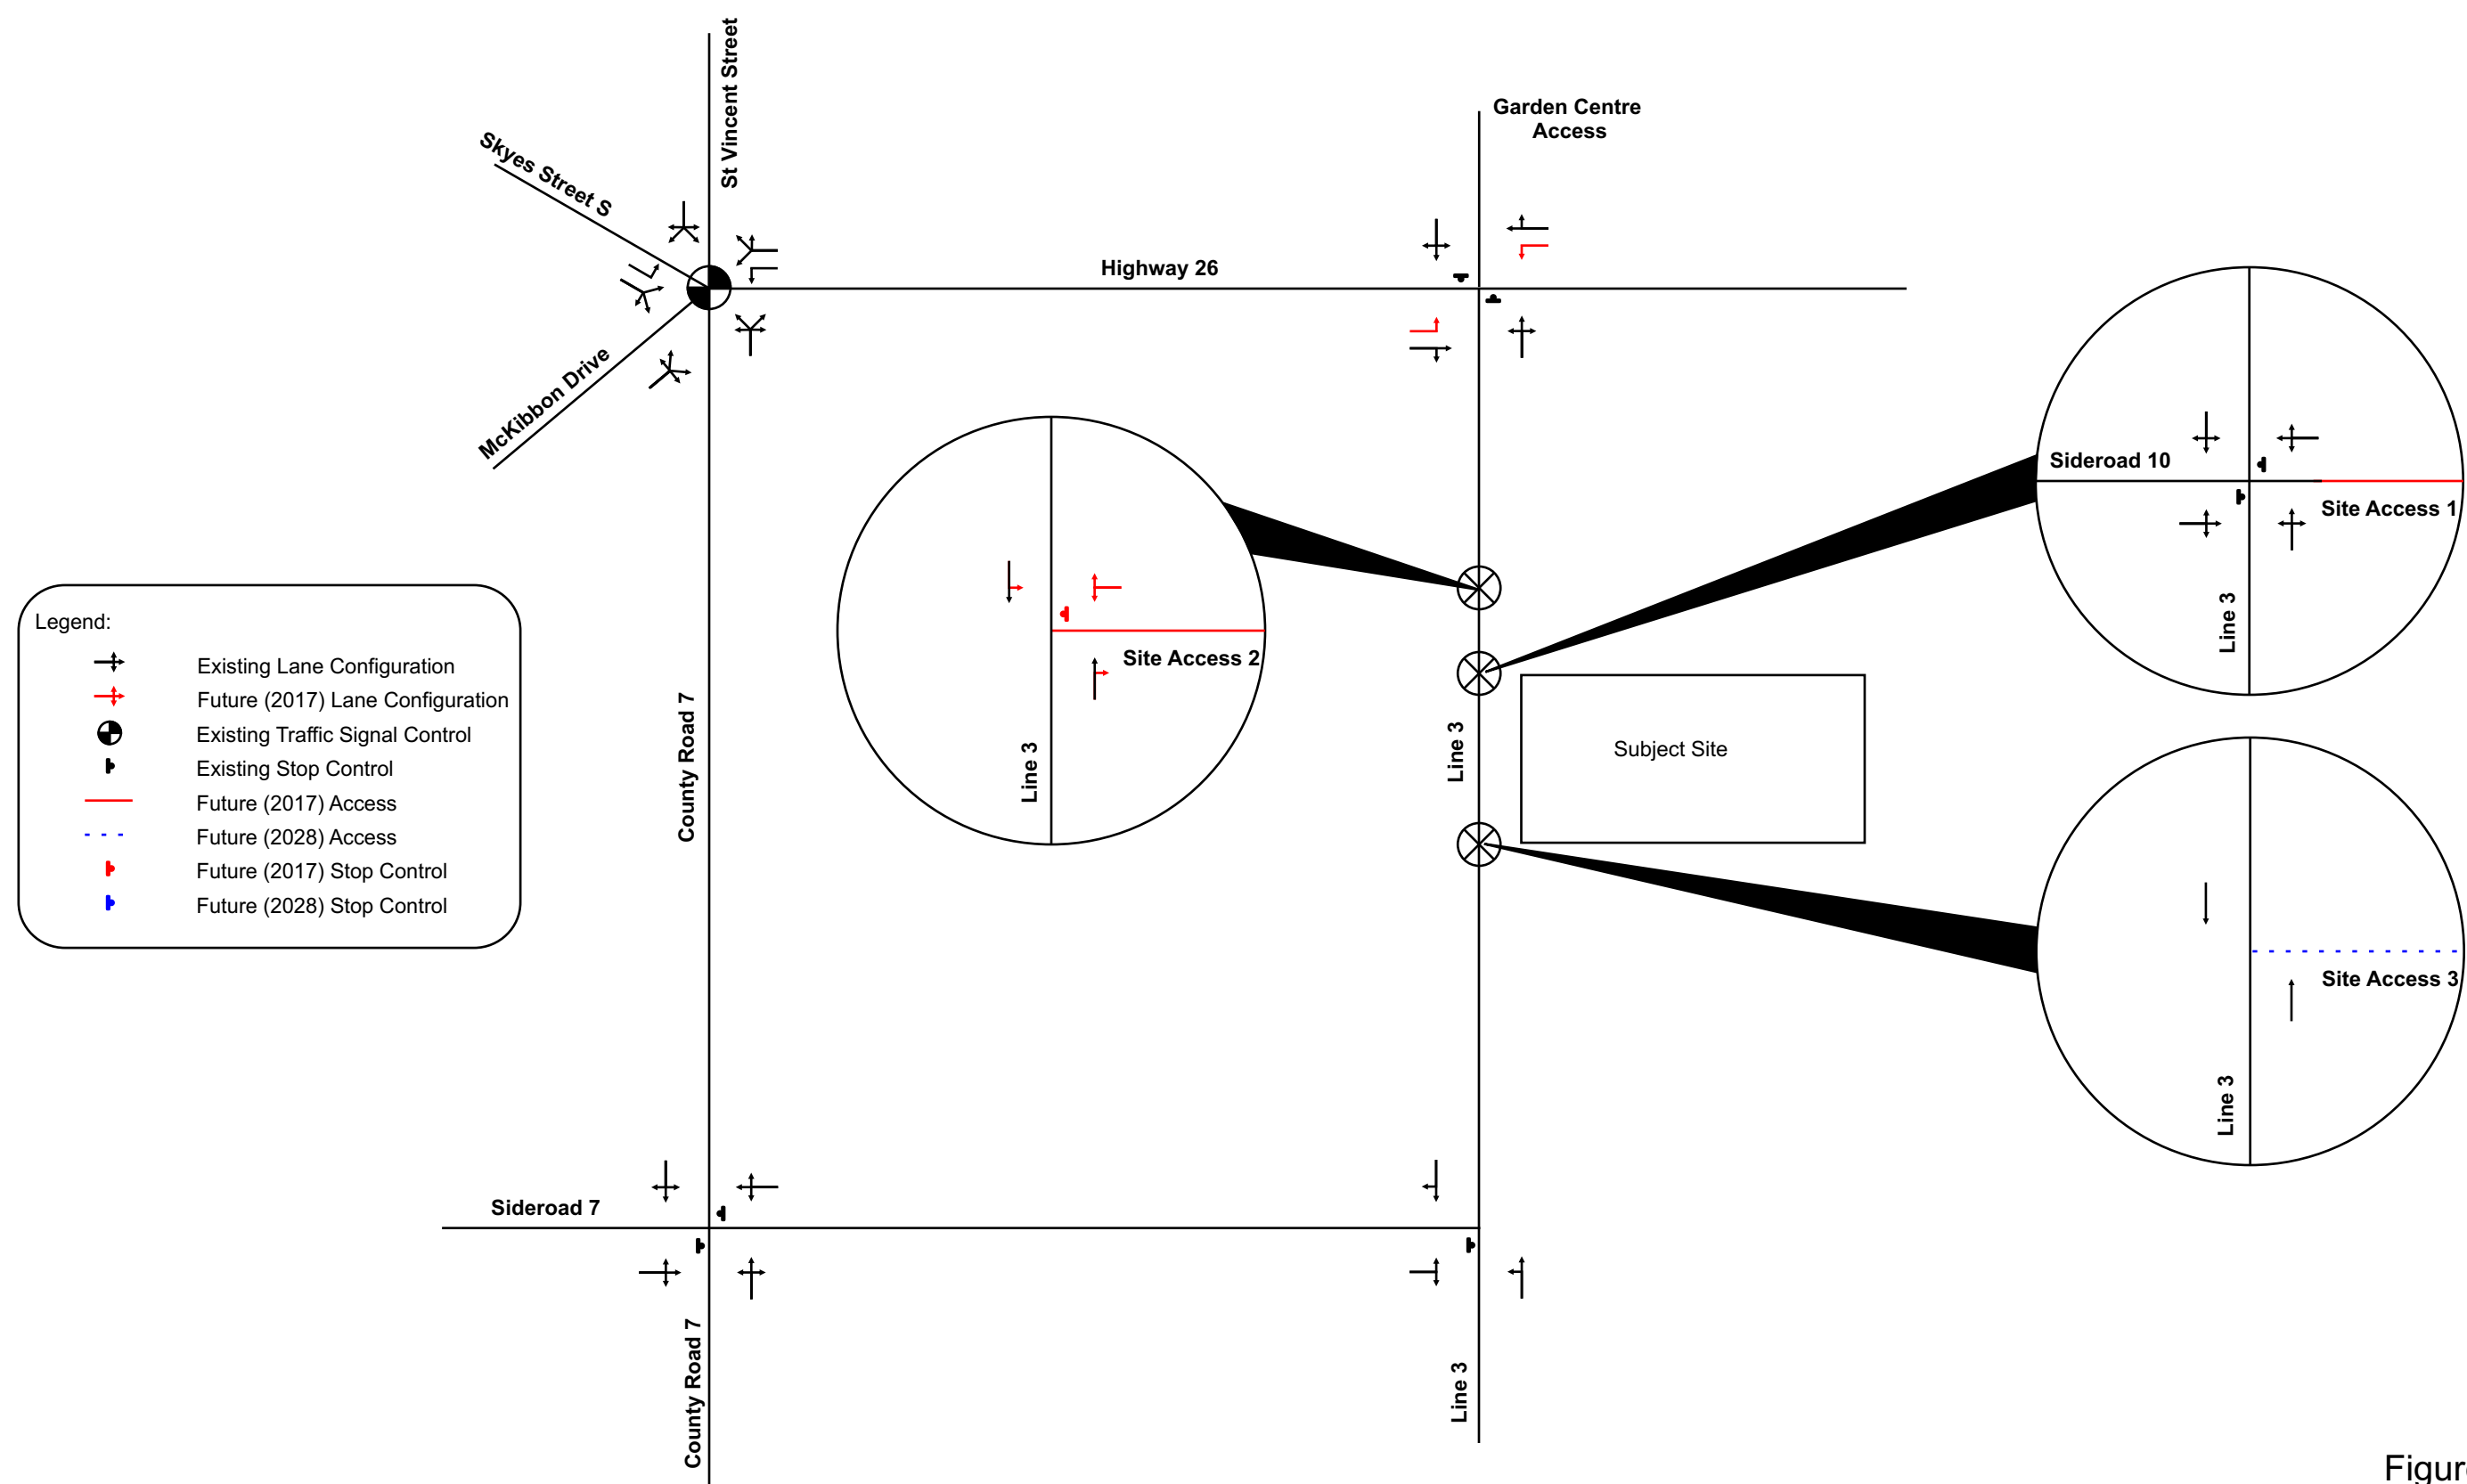 St Vincent Street
Garden Centre
Access
Skyes Street S
Highway 26
McKibbon Drive
Sideroad 10
Site Access 1
Line 3
Legend:
Existing Lane Configuration
Future (2017) Lane Configuration
Existing Traffic Signal Control
Existing Stop Control
Future (2017) Access
Future (2028) Access
Future (2017) Stop Control
Future (2028) Stop Control
County Road 7
Site Access 2
Line 3
Line 3
Subject Site
Site Access 3
Line 3
Sideroad 7
County Road 7
Line 3
Figure